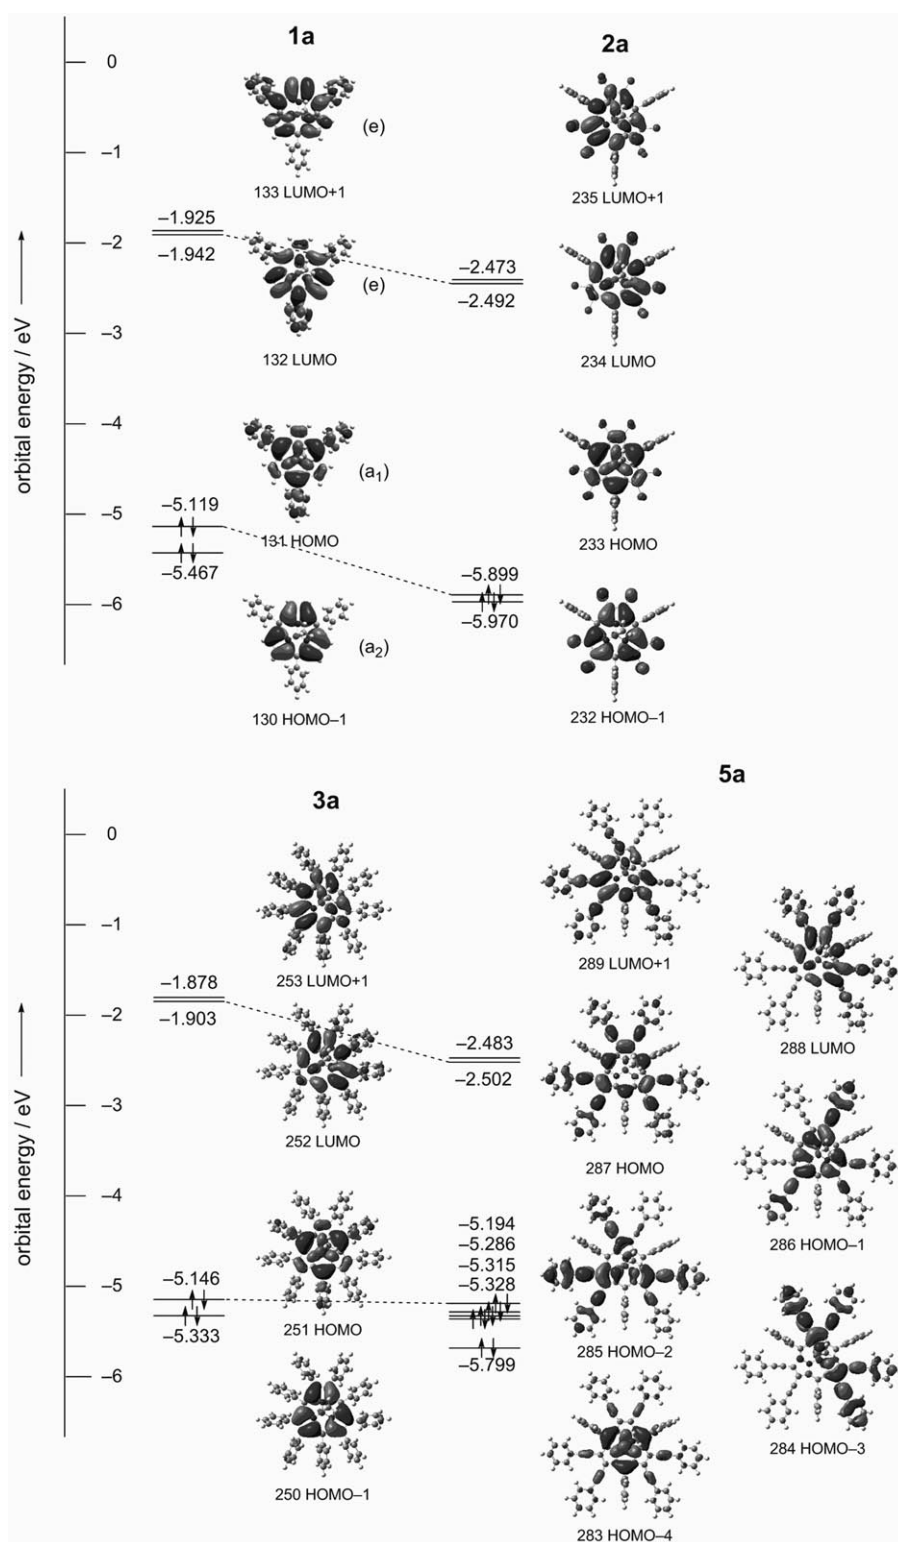 1a
2a
0
–1
–2
–3
–4
–5
–6
orbital energy / eV
(e)
133 LUMO+1
235 LUMO+1
–1.925
–1.942
(e)
132 LUMO
–2.473
–2.492
234 LUMO
–5.119
–5.467
(a1)
131 HOMO
233 HOMO
–5.899
–5.970
(a2)
130 HOMO–1
232 HOMO–1
3a
5a
0
–1
–2
–3
–4
–5
–6
orbital energy / eV
253 LUMO+1
289 LUMO+1
–1.878
–1.903
288 LUMO
–2.483
–2.502
252 LUMO
287 HOMO
286 HOMO–1
–5.146
–5.333
–5.194
–5.286
–5.315
–5.328
–5.799
251 HOMO
285 HOMO–2
284 HOMO–3
250 HOMO–1
283 HOMO–4